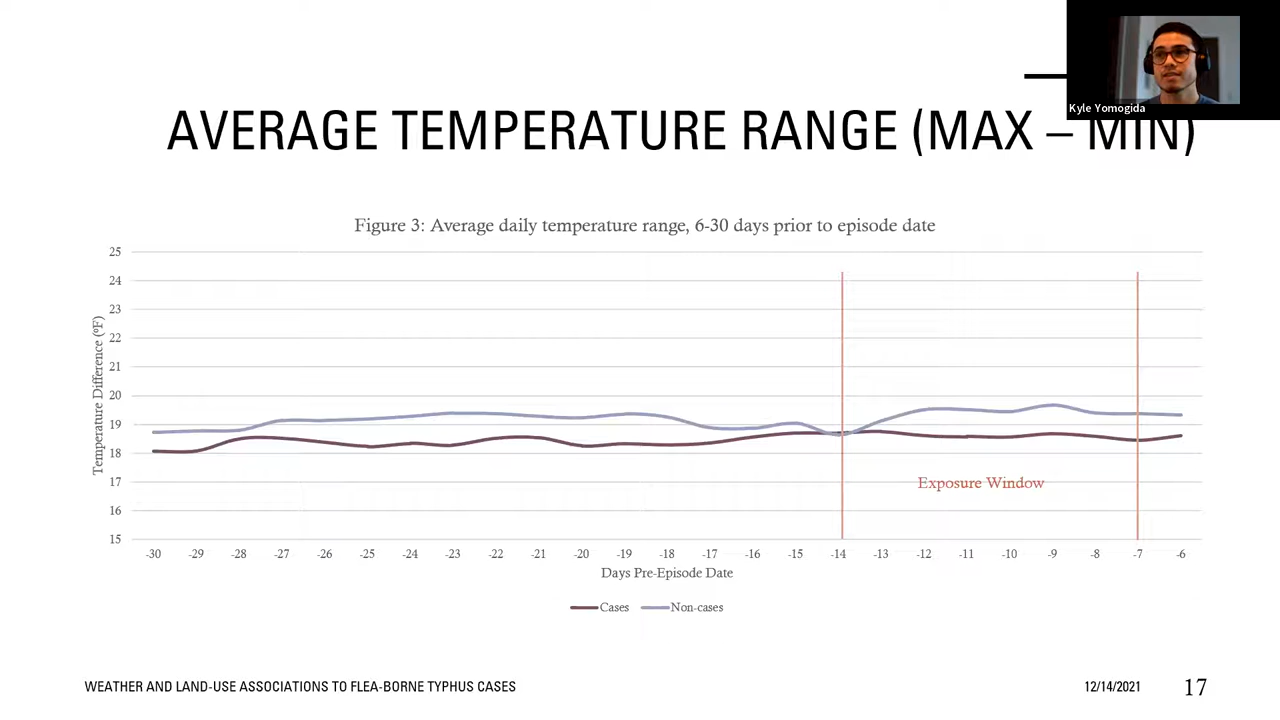 Kyle Yomogida
AVERAGE TEMPERATURE RANGE (MAX – MIN)
Figure 3: Average daily temperature range, 6-30 days prior to episode date
25
24
23
22
21
20
19
18
17
16
15
Temperature Difference (ºF)
Exposure Window
-30 -29 -28 -27 -26 -25 -24 -23 -22 -21 -20 -19 -18 -17 -16 -15 -14 -13 -12 -11 -10 -9 -8 -7 -6
Days Pre-Episode Date
Cases Non-cases
WEATHER AND LAND-USE ASSOCIATIONS TO FLEA-BORNE TYPHUS CASES 12/14/2021 17